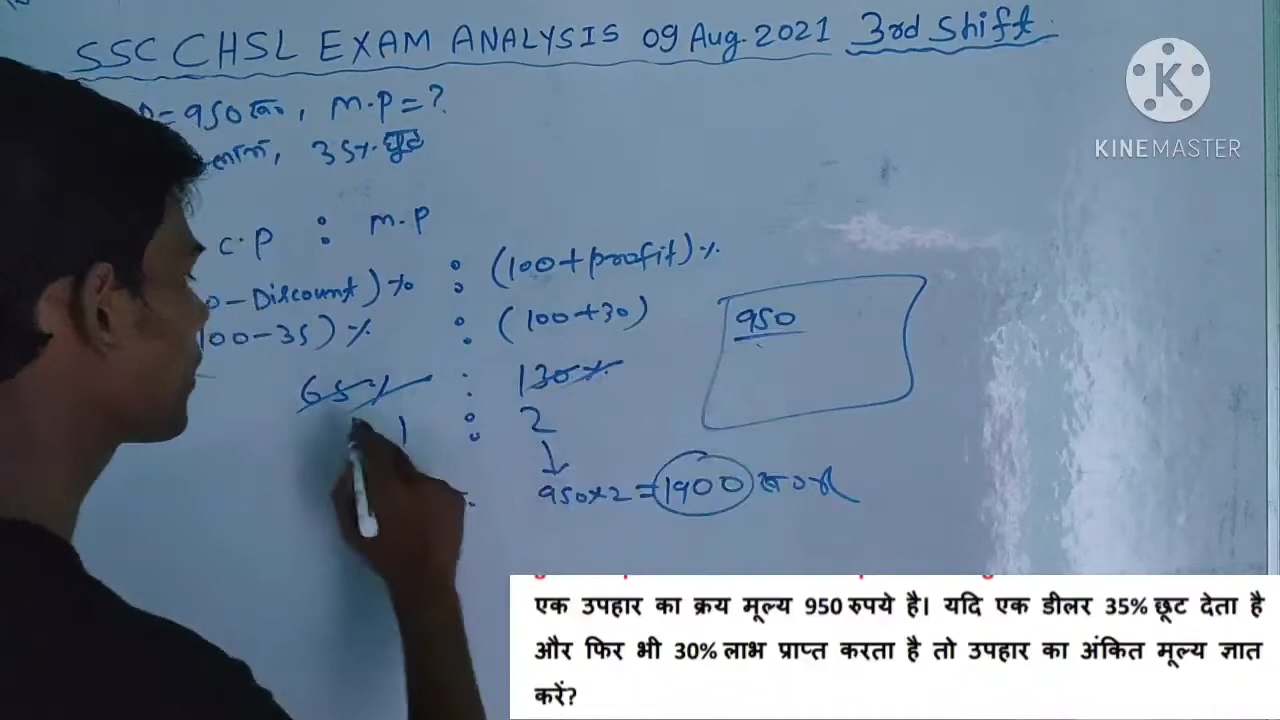 SSC CHSL EXAM ANALYSIS 09 Aug. 2021 3rd Shift
K
KINEMASTER
P = 950 रू०, M.P = ?
लाभ, 35% छूट
C.P : M.P
- Discount) % : (100 + profit) %
100 - 35) % : (100 + 30)
65% : 130%
1 : 2
950
950 × 2 = 1900
एक उपहार का क्रय मूल्य 950 रुपये है। यदि एक डीलर 35% छूट देता है
और फिर भी 30% लाभ प्राप्त करता है तो उपहार का अंकित मूल्य ज्ञात
करें?